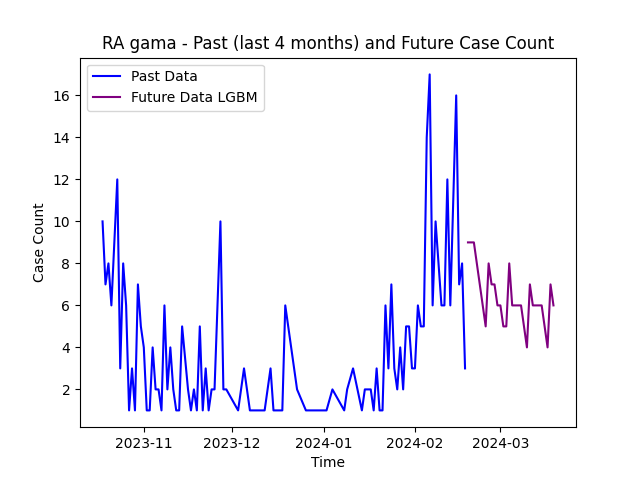 RA gama - Past (last 4 months) and Future Case Count
Past Data
Future Data LGBM
16
14
12
10
8
6
4
2
Case Count
2023-11
2023-12
2024-01
2024-02
2024-03
Time